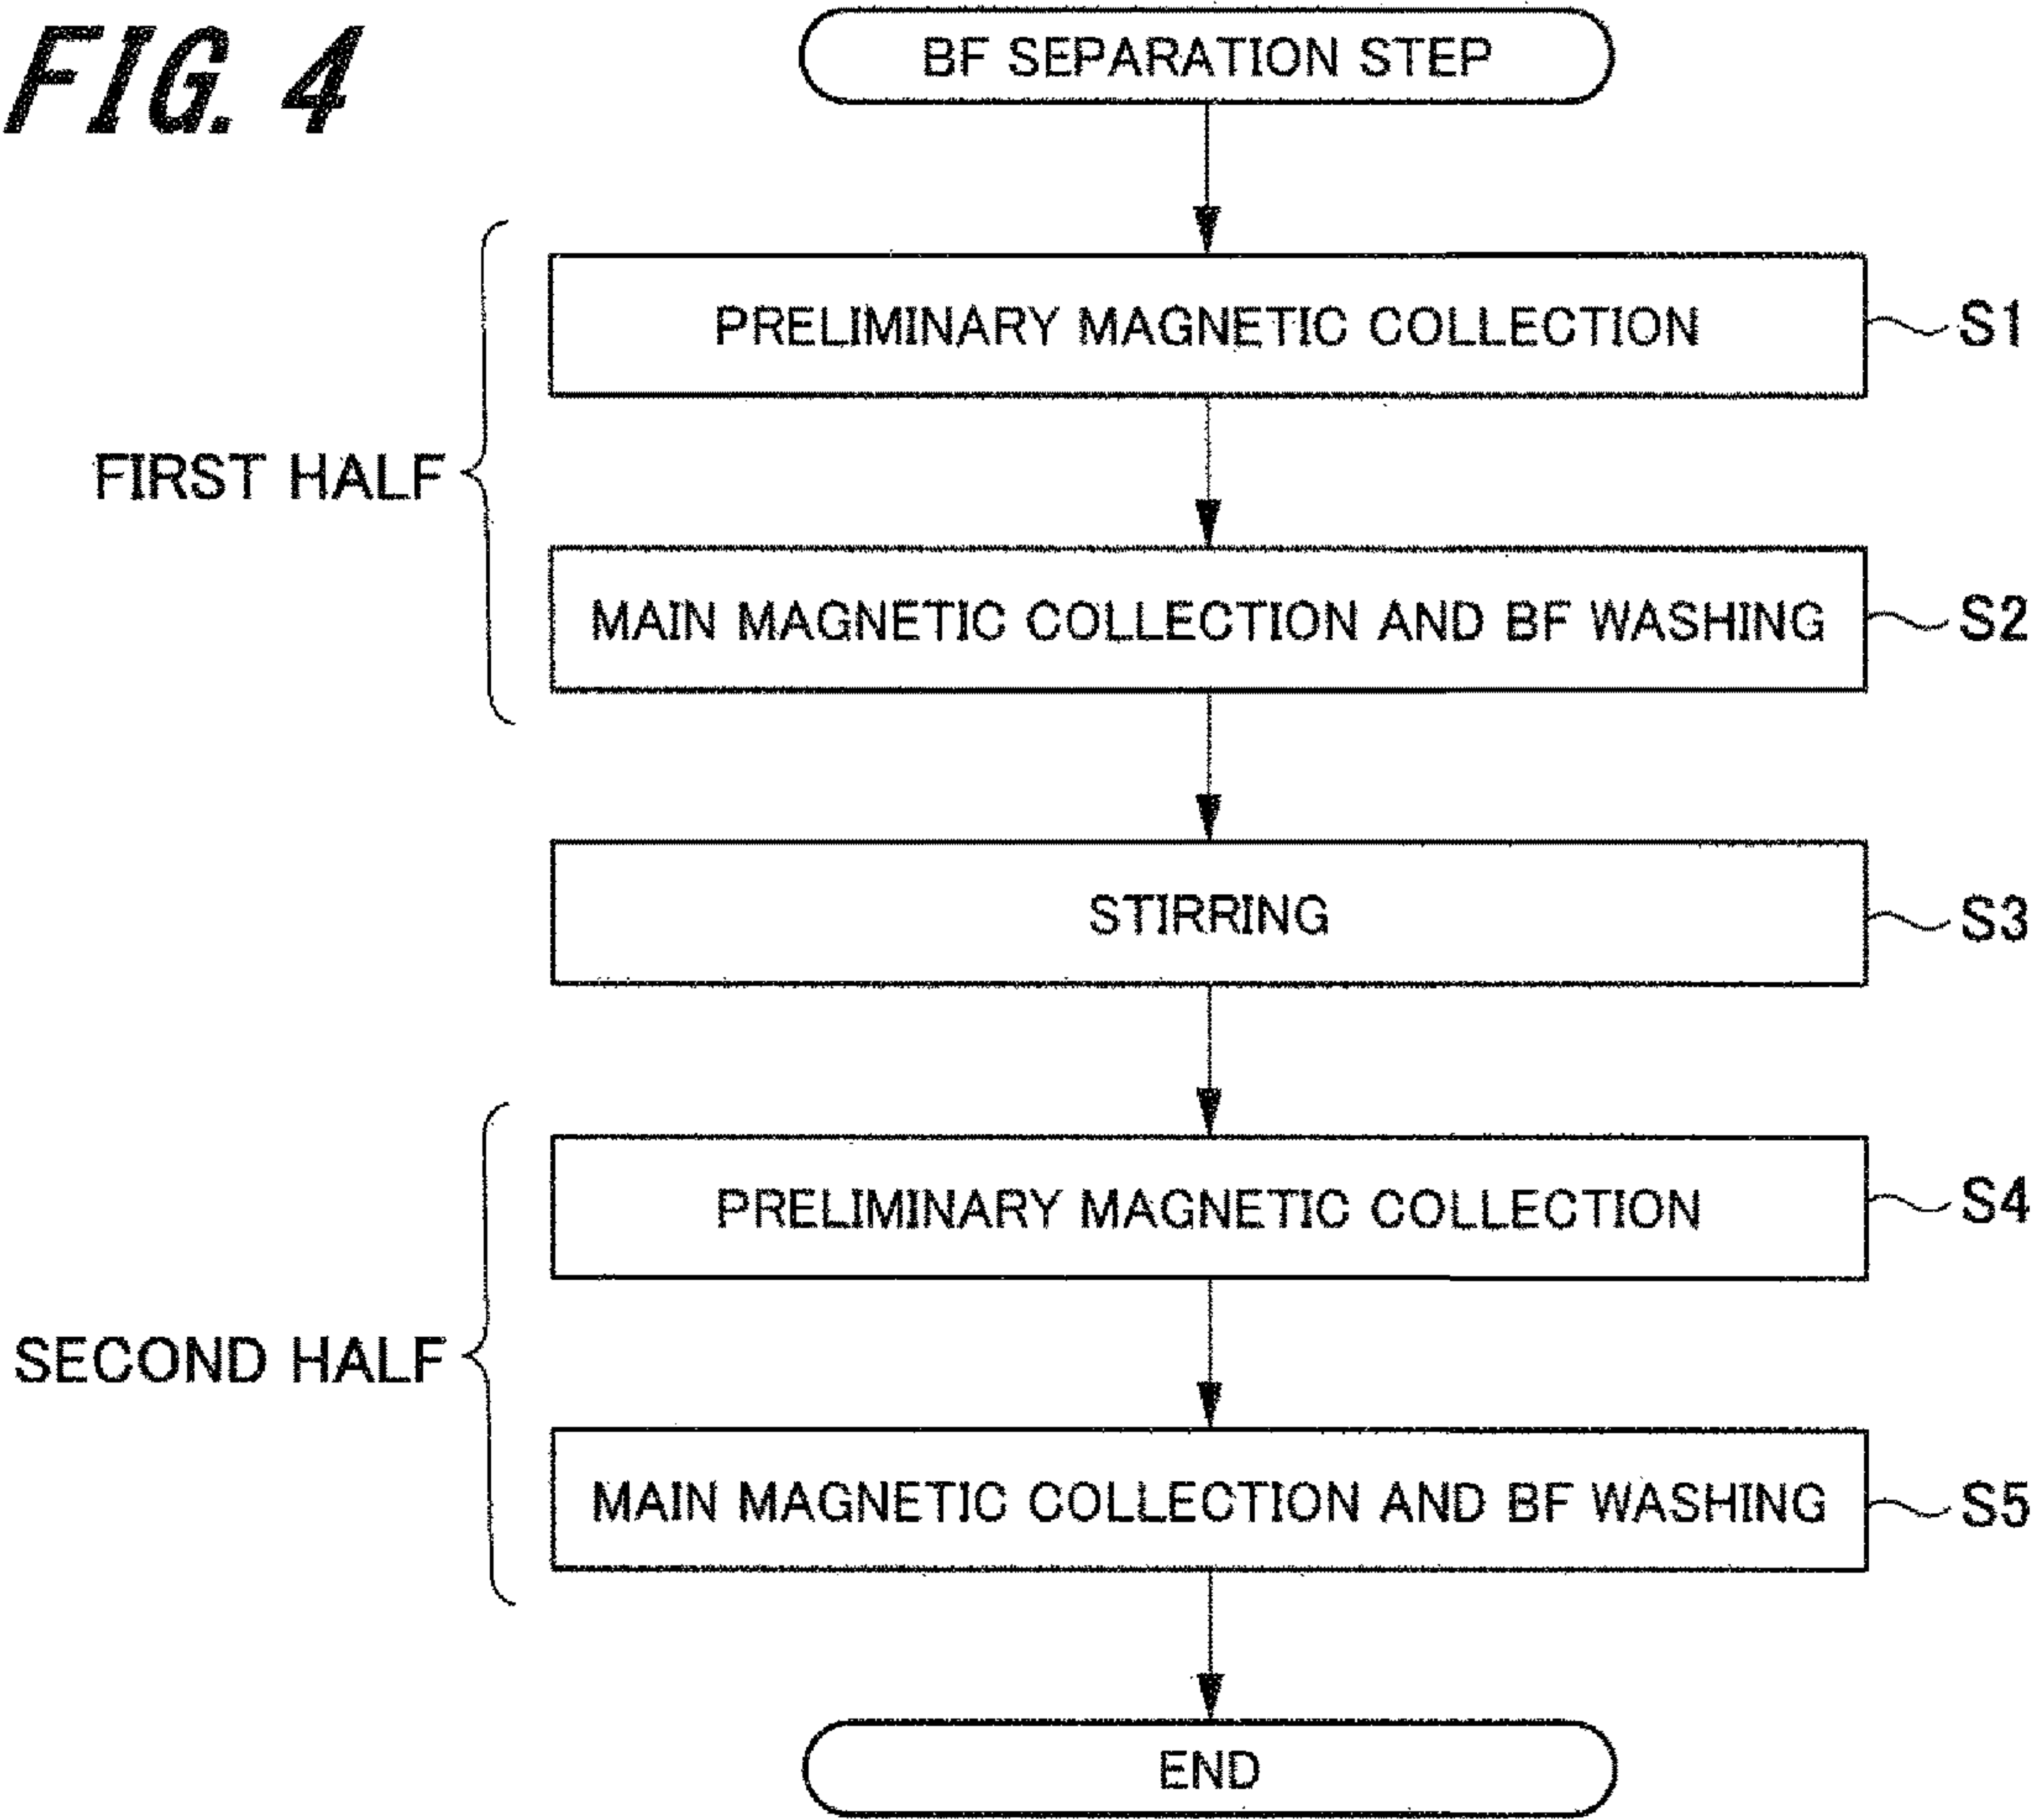 FIG. 4
BF SEPARATION STEP
PRELIMINARY MAGNETIC COLLECTION
S1
FIRST HALF
MAIN MAGNETIC COLLECTION AND BF WASHING
S2
STIRRING
S3
PRELIMINARY MAGNETIC COLLECTION
S4
SECOND HALF
MAIN MAGNETIC COLLECTION AND BF WASHING
S5
END